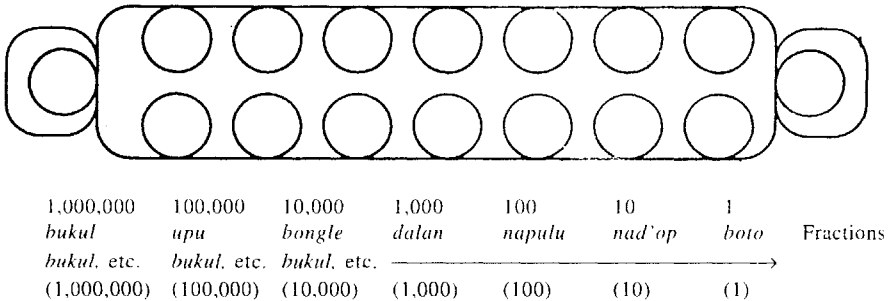 1,000,000 100,000 10,000 1,000 100 10 1
bukul upu bongle dalan napulu nad'op boto Fractions
bukul, etc. bukul, etc. bukul, etc.
(1,000,000) (100,000) (10,000) (1,000) (100) (10) (1)